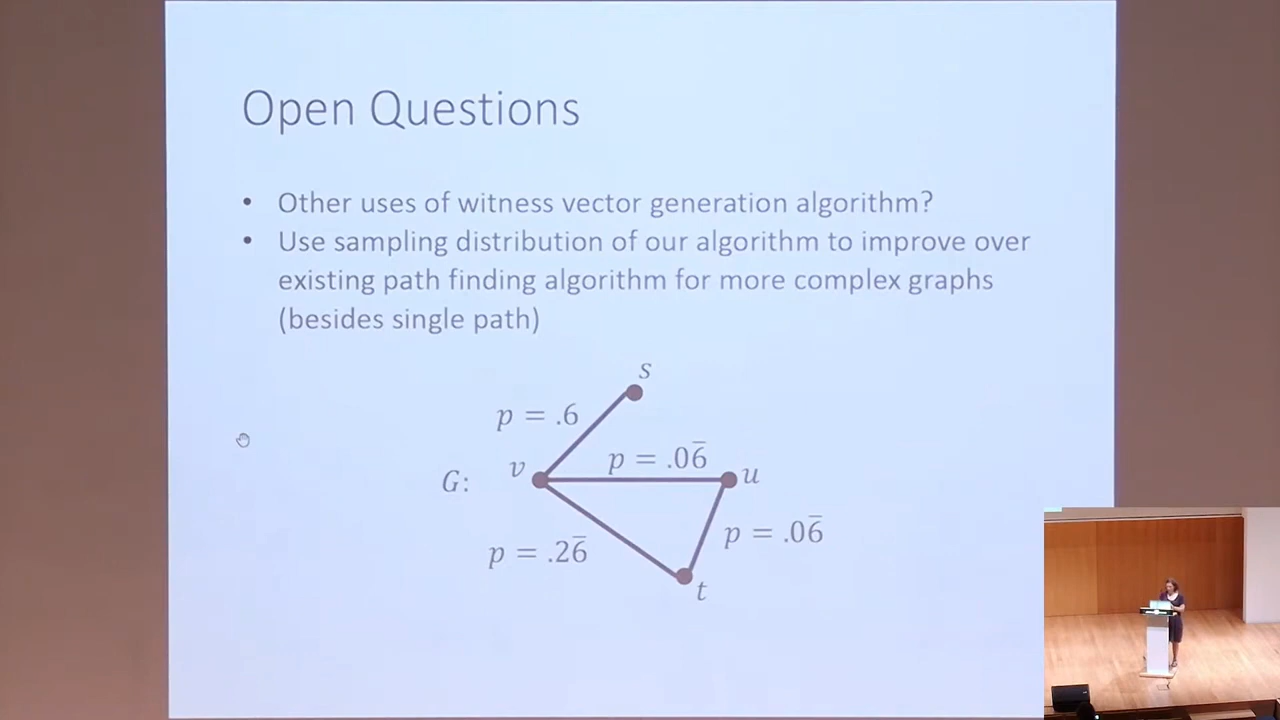 Open Questions
• Other uses of witness vector generation algorithm?
• Use sampling distribution of our algorithm to improve over
existing path finding algorithm for more complex graphs
(besides single path)
s
p = .6
p = .06̅
v
u
G:
p = .06̅
p = .26̅
t